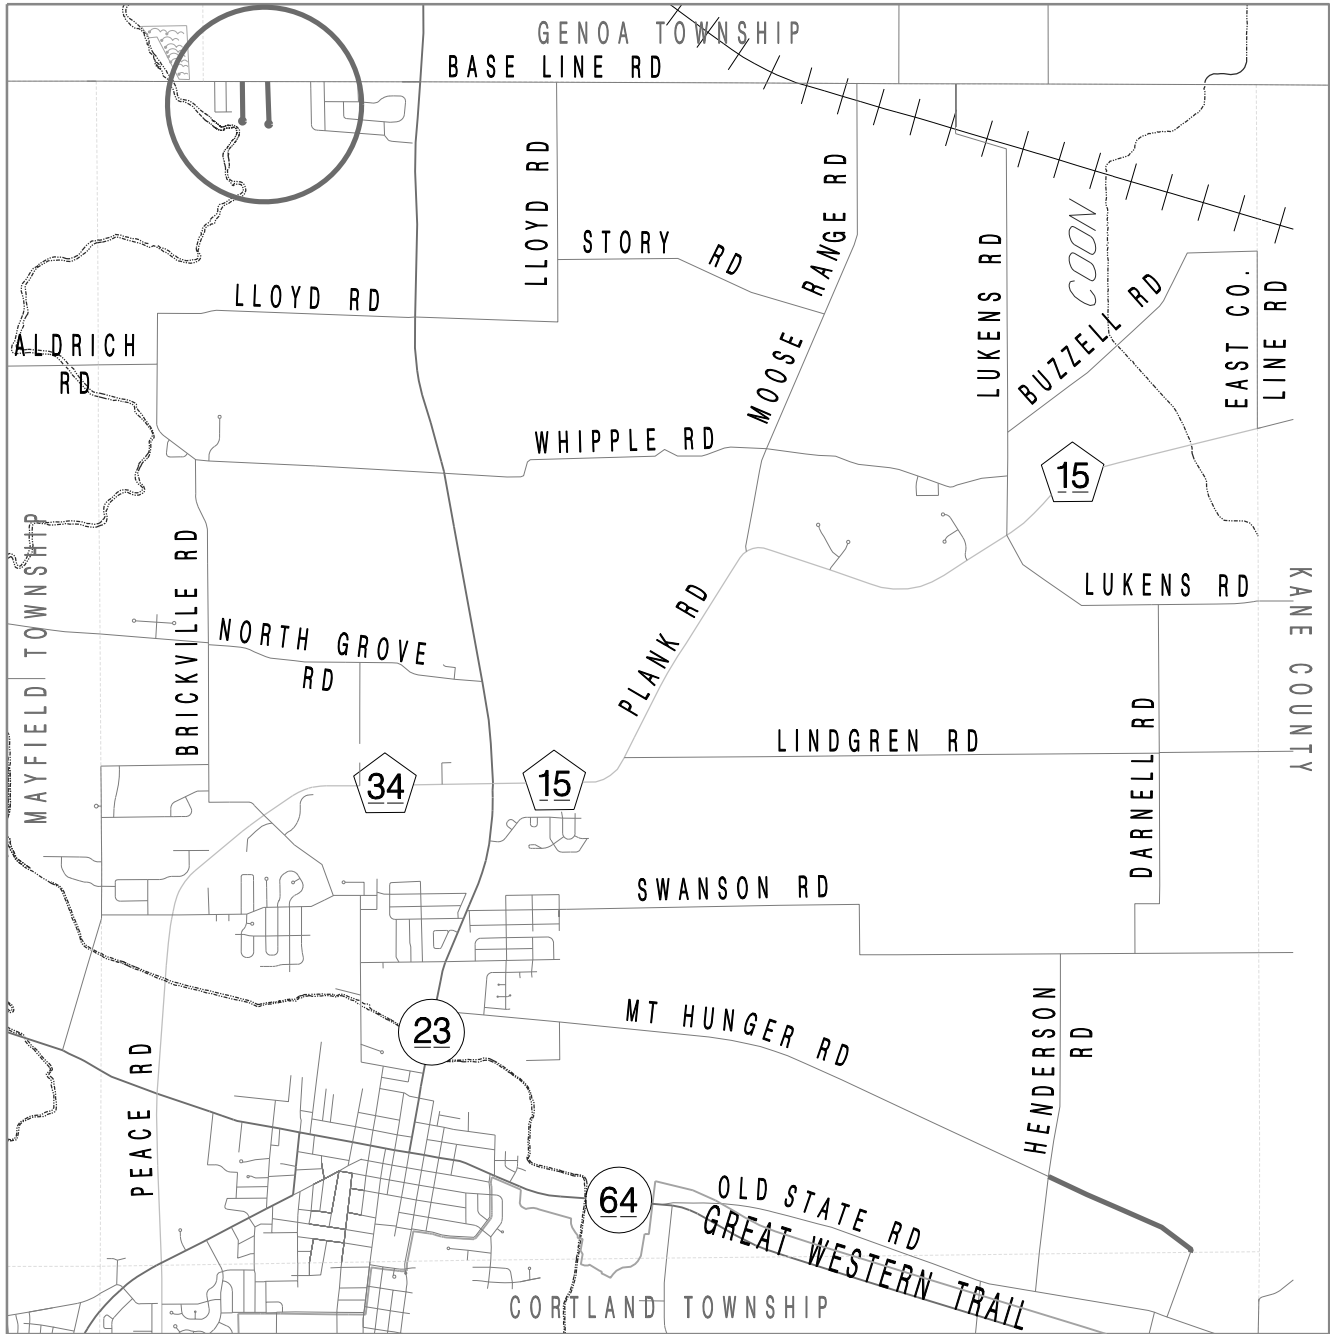 GENOA TOWNSHIP
BASE LINE RD
LLOYD RD
STORY RD
MOOSE RANGE RD
LUKENS RD
COON
BUZZELL RD
EAST CO.
LINE RD
LLOYD RD
ALDRICH
RD
WHIPPLE RD
15
MAYFIELD TOWNSHIP
BRICKVILLE RD
NORTH GROVE
RD
PLANK RD
LUKENS RD
KANE COUNTY
LINDGREN RD
DARNELL RD
34
15
SWANSON RD
23
MT HUNGER RD
HENDERSON
RD
PEACE RD
64
OLD STATE RD
GREAT WESTERN TRAIL
CORTLAND TOWNSHIP